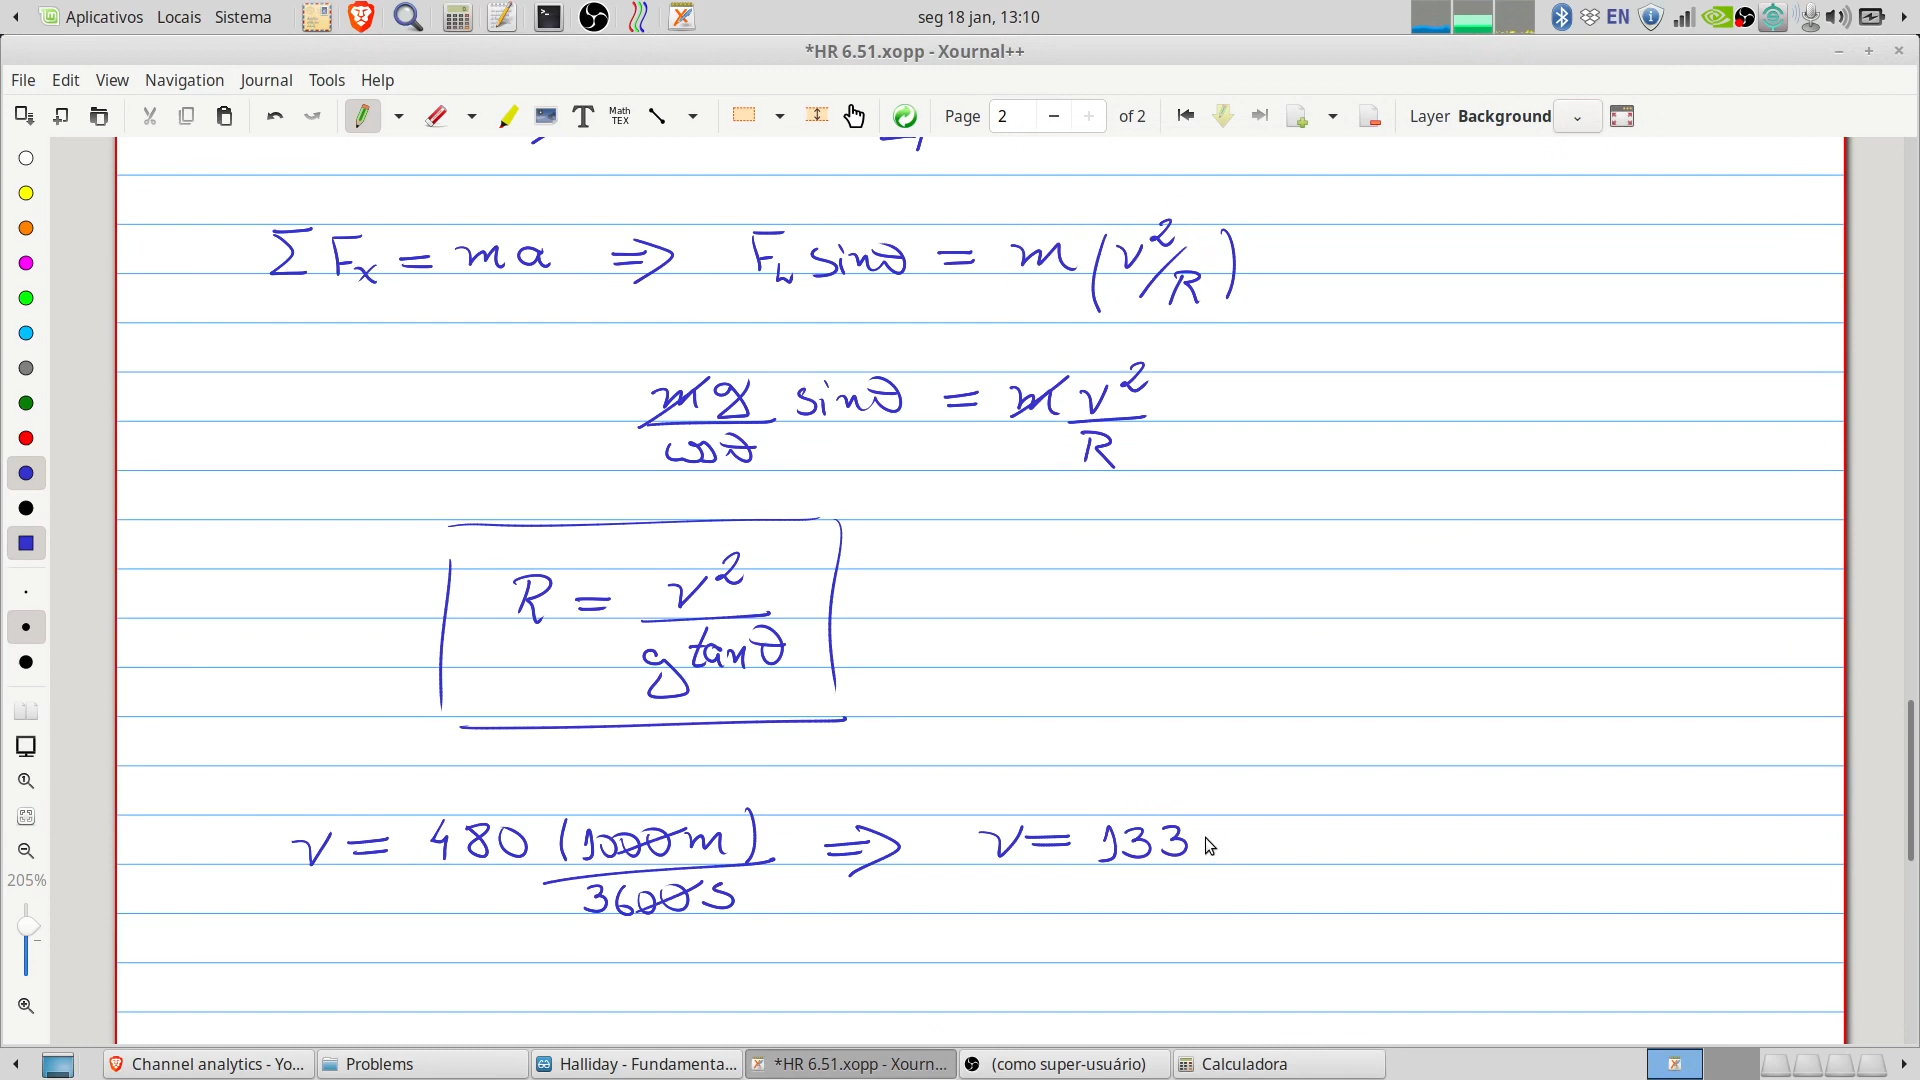 Aplicativos Locais Sistema seg 18 jan, 13:10 EN
*HR 6.51.xopp - Xournal++
File Edit View Navigation Journal Tools Help
T Math TEX Page 2 of 2 Layer Background
Σ Fx = ma ⇒ FL sinθ = m (v²/R)
mg/cosθ sinθ = m v²/R
R = v²/(g tanθ)
v = 480 (1000m)/3600s ⇒ v = 133
205%
Channel analytics - Yo... Problems Halliday - Fundamenta... *HR 6.51.xopp - Xourn... (como super-usuário) Calculadora